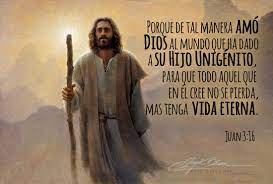 Porque de tal manera amó
Dios al mundo que ha dado
a su Hijo Unigénito,
para que todo aquel que
en él cree no se pierda,
mas tenga vida eterna.
Juan 3:16